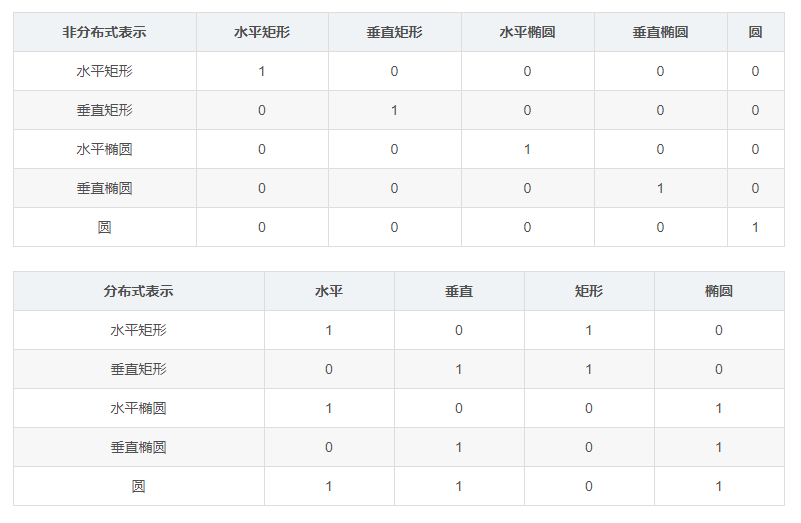 非分布式表示 水平矩形 垂直矩形 水平椭圆 垂直椭圆 圆
水平矩形 1 0 0 0 0
垂直矩形 0 1 0 0 0
水平椭圆 0 0 1 0 0
垂直椭圆 0 0 0 1 0
圆 0 0 0 0 1
分布式表示 水平 垂直 矩形 椭圆
水平矩形 1 0 1 0
垂直矩形 0 1 1 0
水平椭圆 1 0 0 1
垂直椭圆 0 1 0 1
圆 1 1 0 1